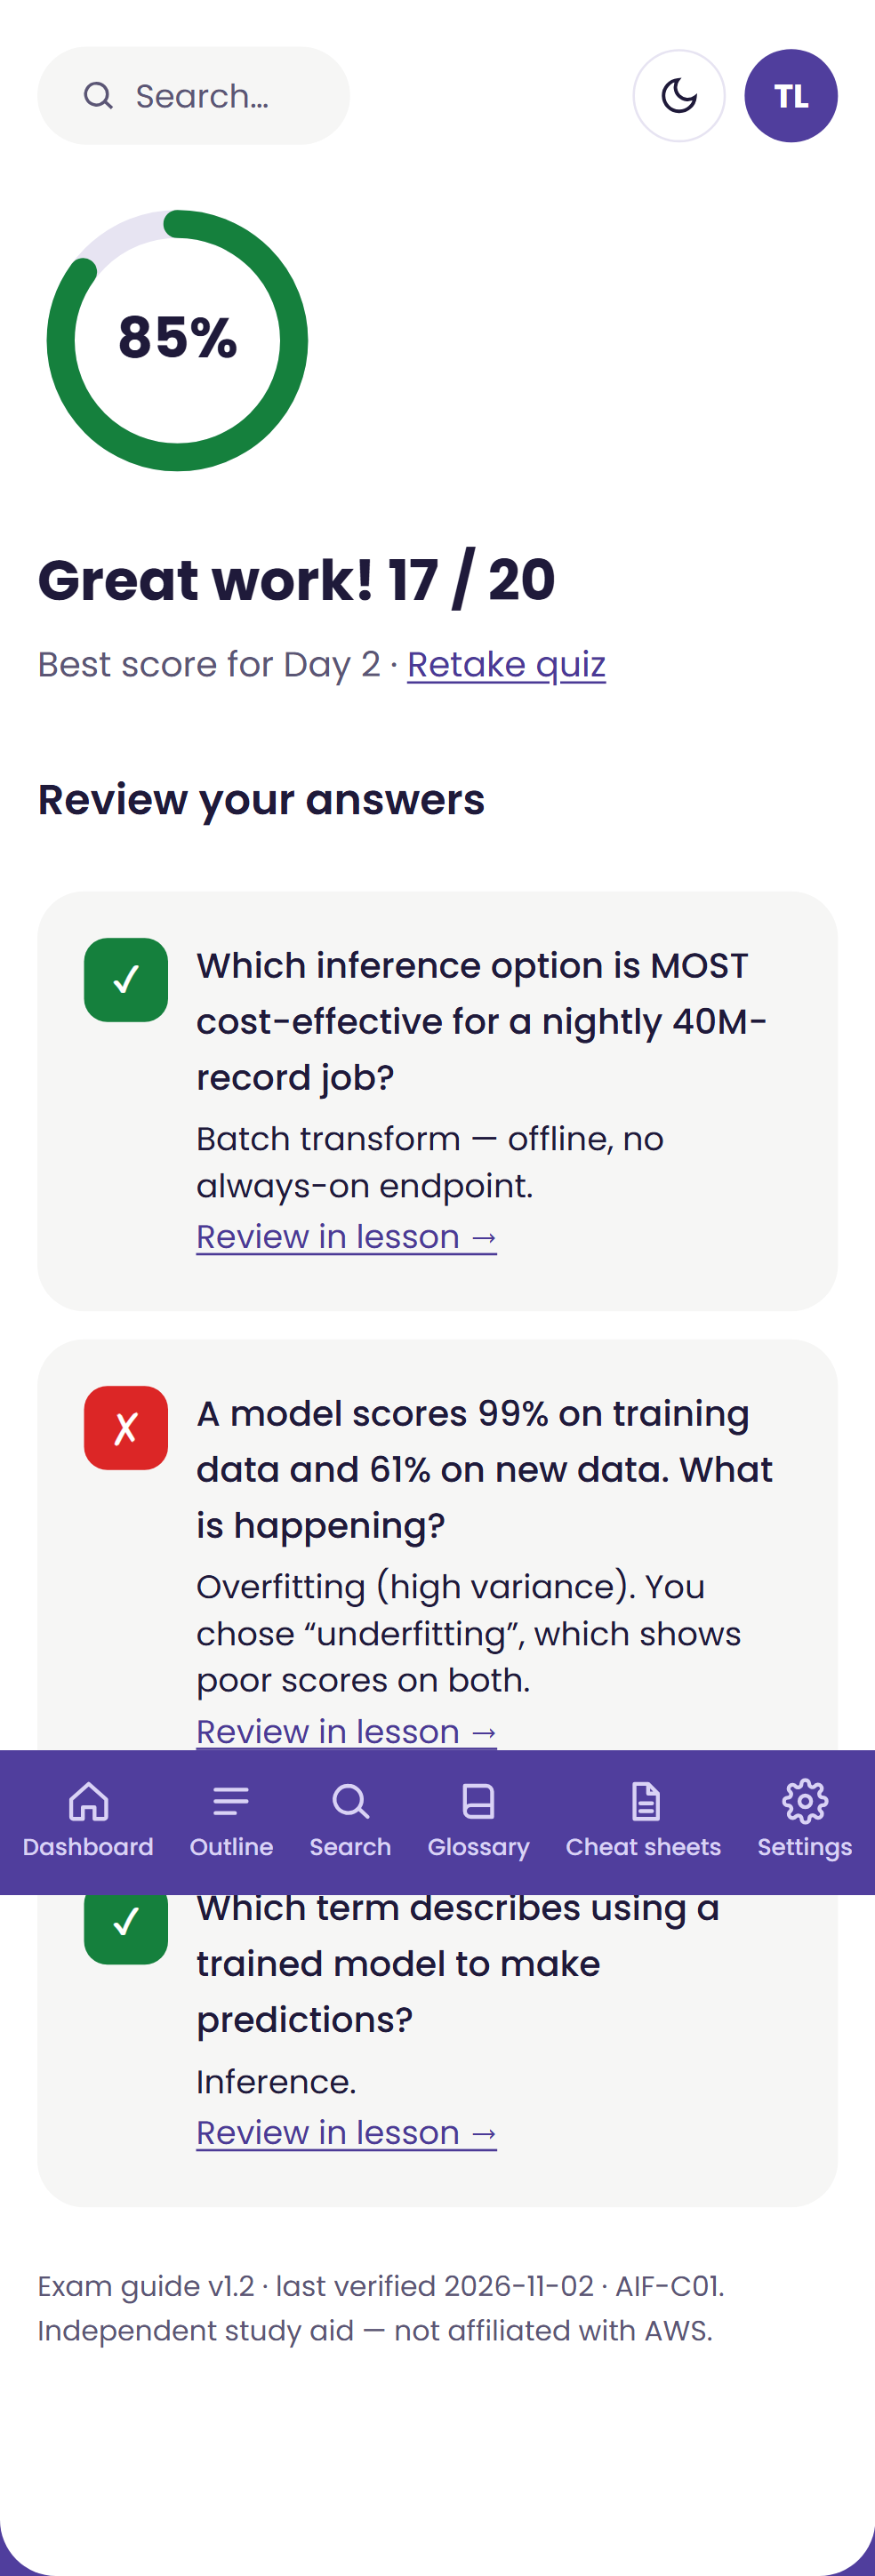 Search...
TL
85%
Great work! 17 / 20
Best score for Day 2 · Retake quiz
Review your answers
✓
Which inference option is MOST
cost-effective for a nightly 40M-
record job?
Batch transform — offline, no
always-on endpoint.
Review in lesson →
✗
A model scores 99% on training
data and 61% on new data. What
is happening?
Overfitting (high variance). You
chose “underfitting”, which shows
poor scores on both.
Review in lesson →
Dashboard Outline Search Glossary Cheat sheets Settings
✓
Which term describes using a
trained model to make
predictions?
Inference.
Review in lesson →
Exam guide v1.2 · last verified 2026-11-02 · AIF-C01.
Independent study aid — not affiliated with AWS.